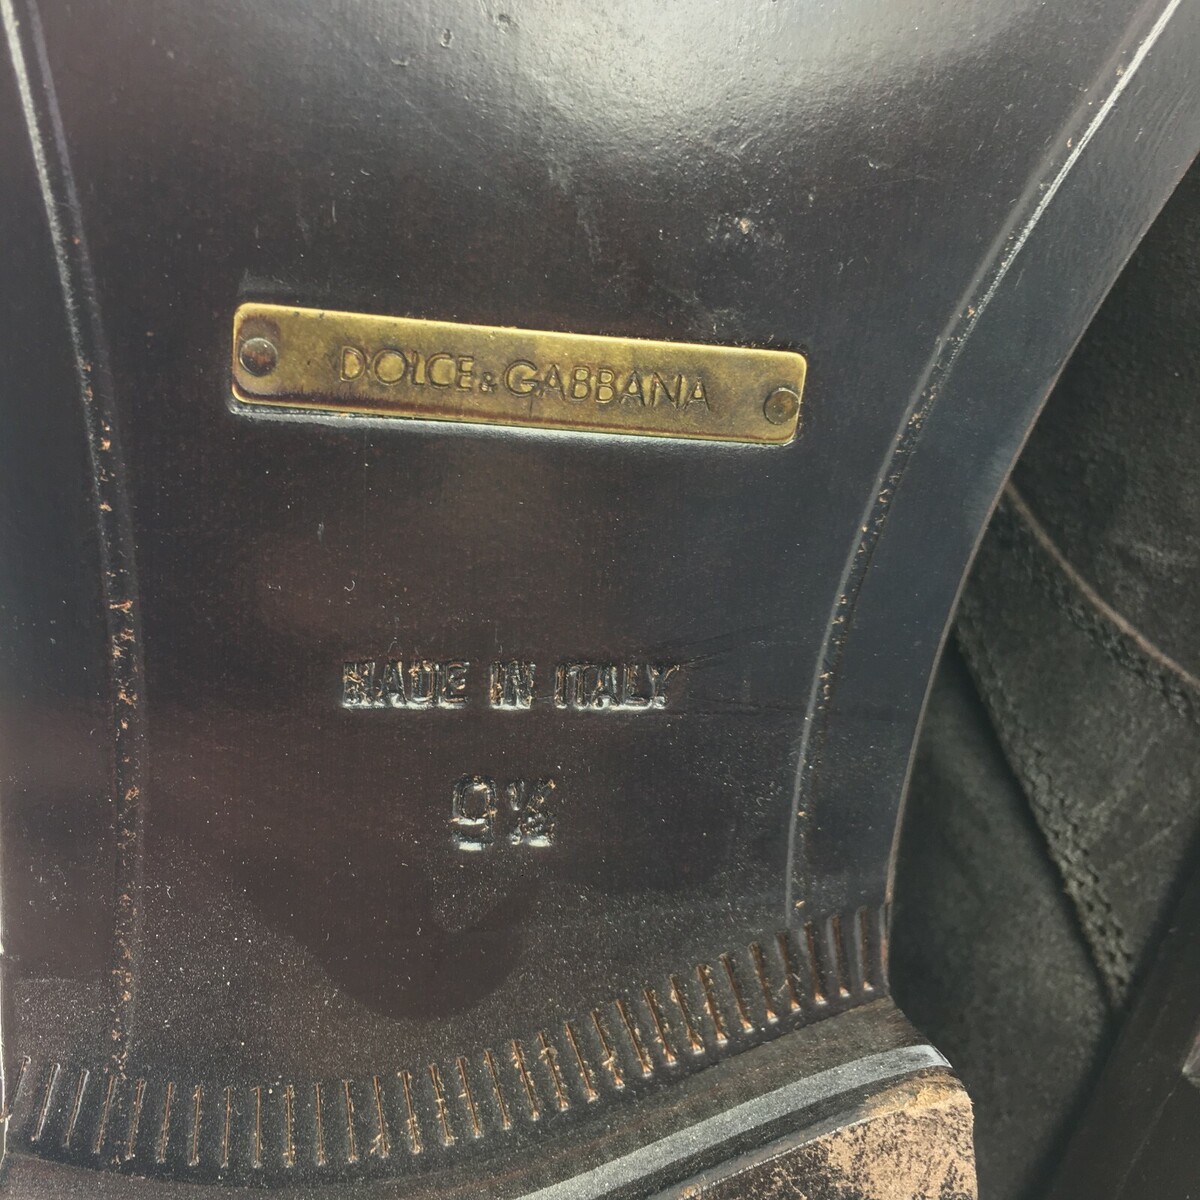 DOLCE & GABBANA
MADE IN ITALY
9½